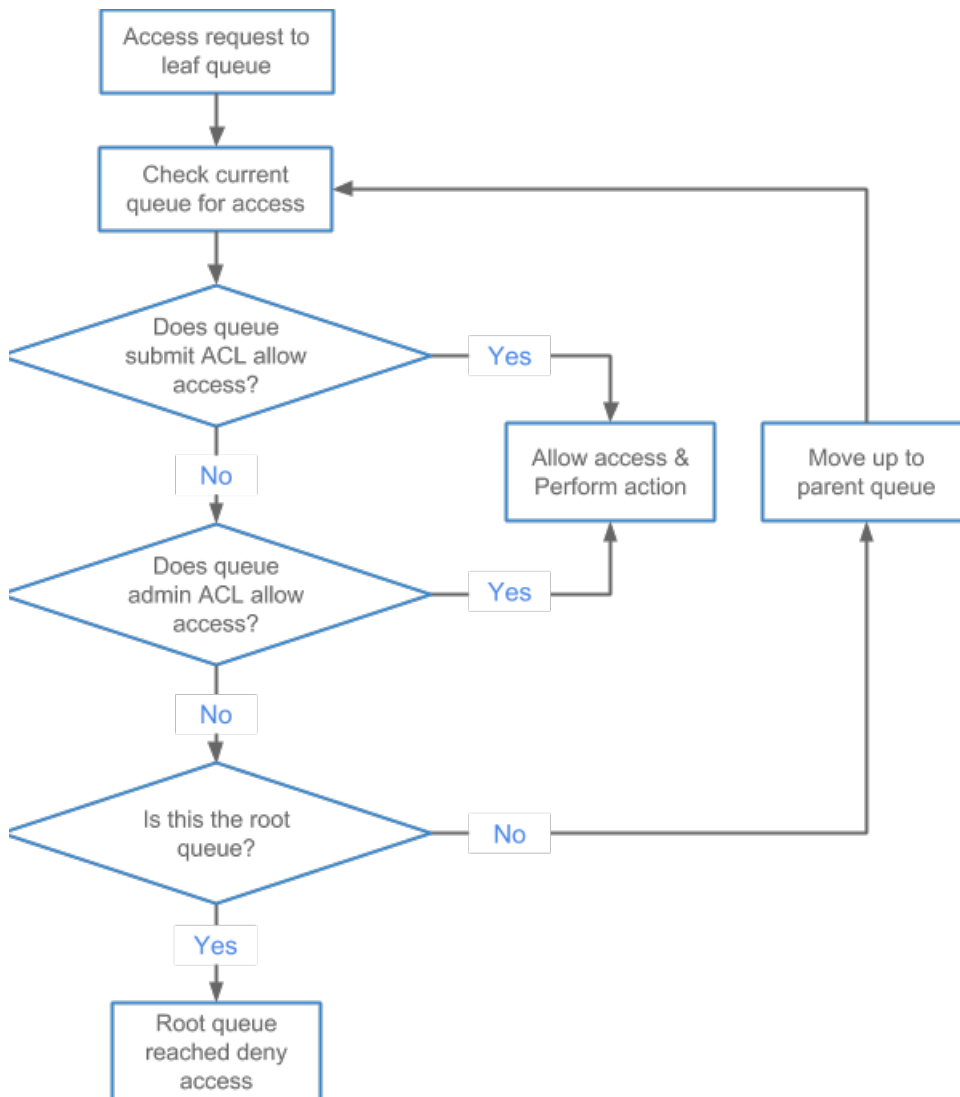 Access request to
leaf queue
Check current
queue for access
Does queue
submit ACL allow
access?
Yes
No
Allow access &
Perform action
Move up to
parent queue
Does queue
admin ACL allow
access?
Yes
No
Is this the root
queue?
No
Yes
Root queue
reached deny
access